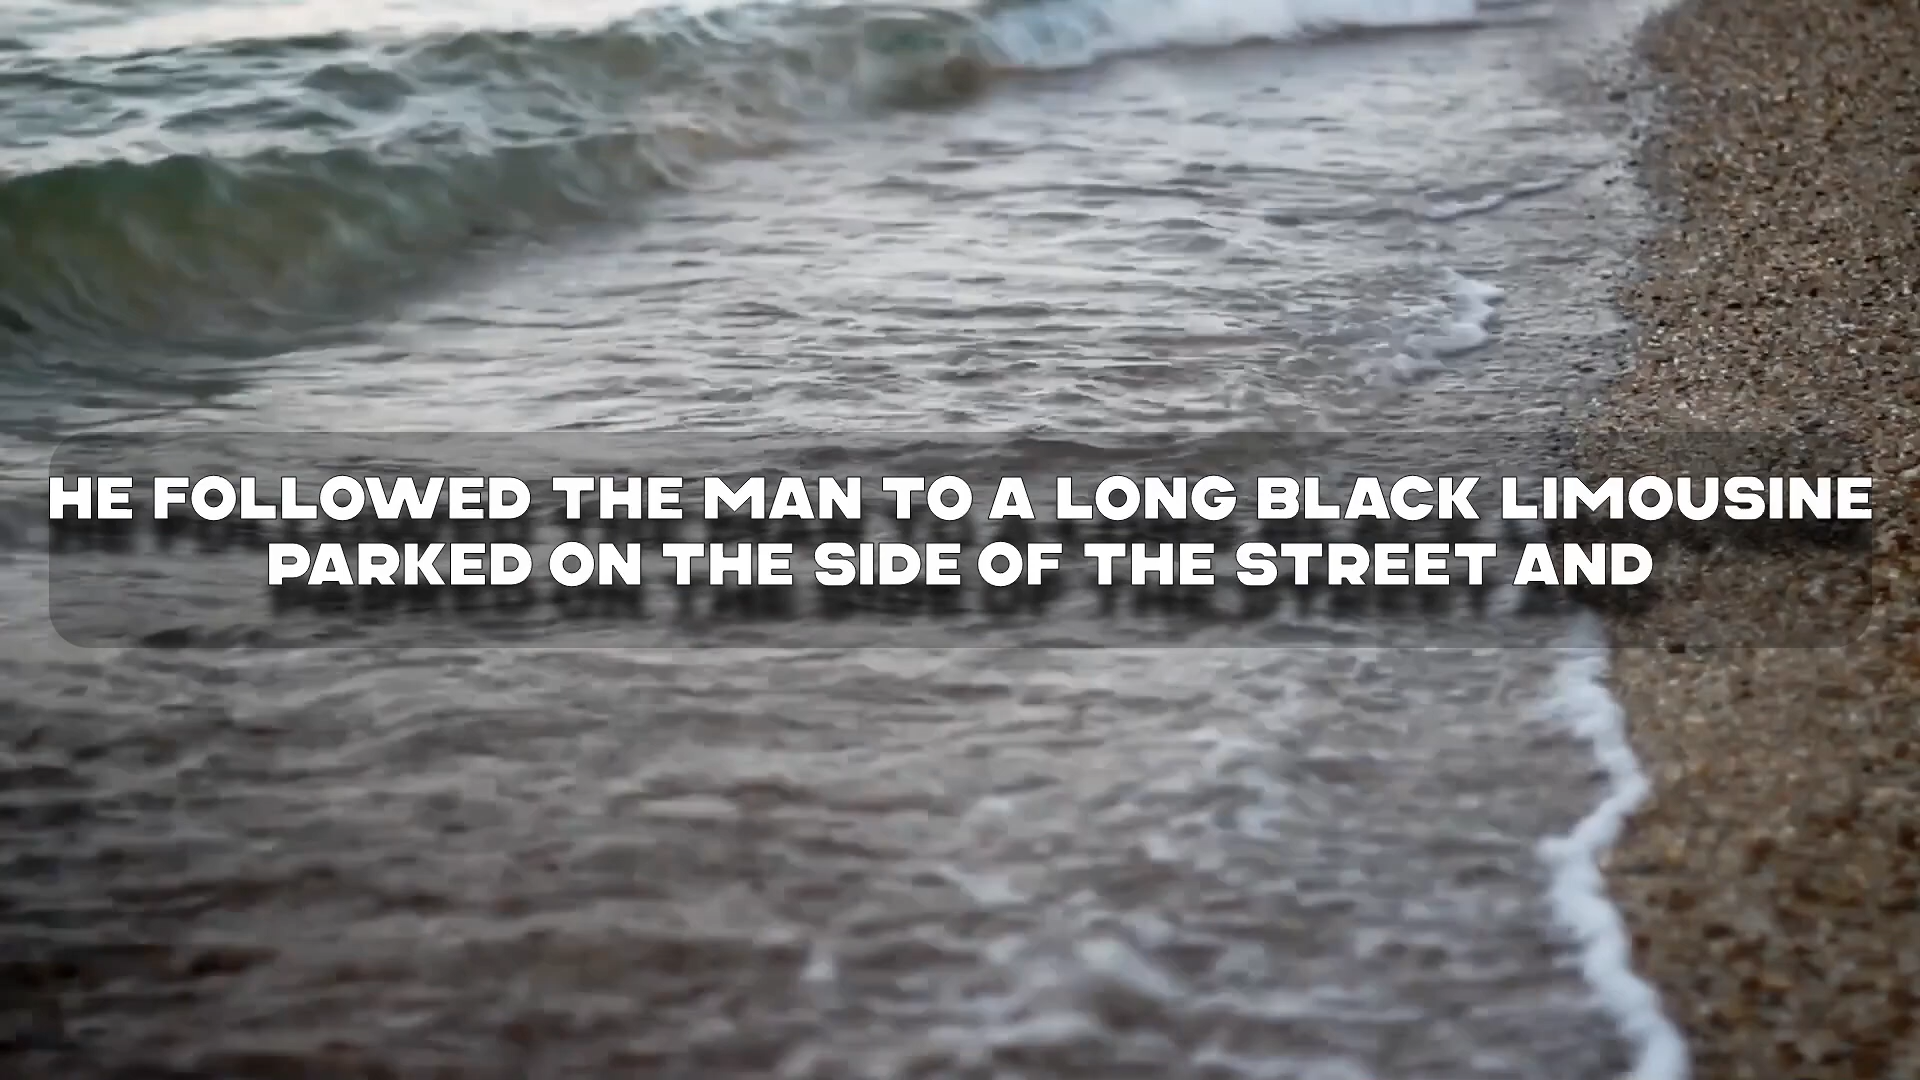 HE FOLLOWED THE MAN TO A LONG BLACK LIMOUSINE
PARKED ON THE SIDE OF THE STREET AND